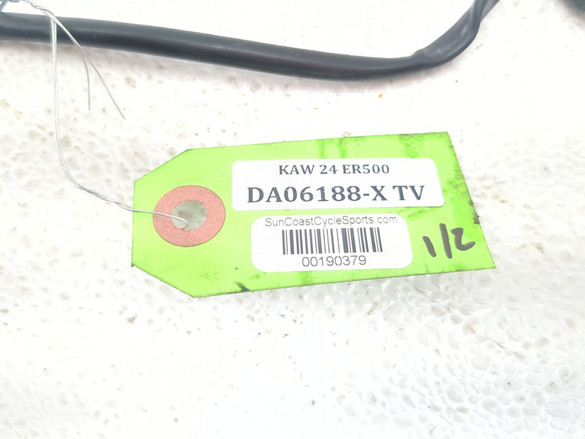 KAW 24 ER500
DA06188-X TV
SunCoastCycleSports.com
00190379
1/2